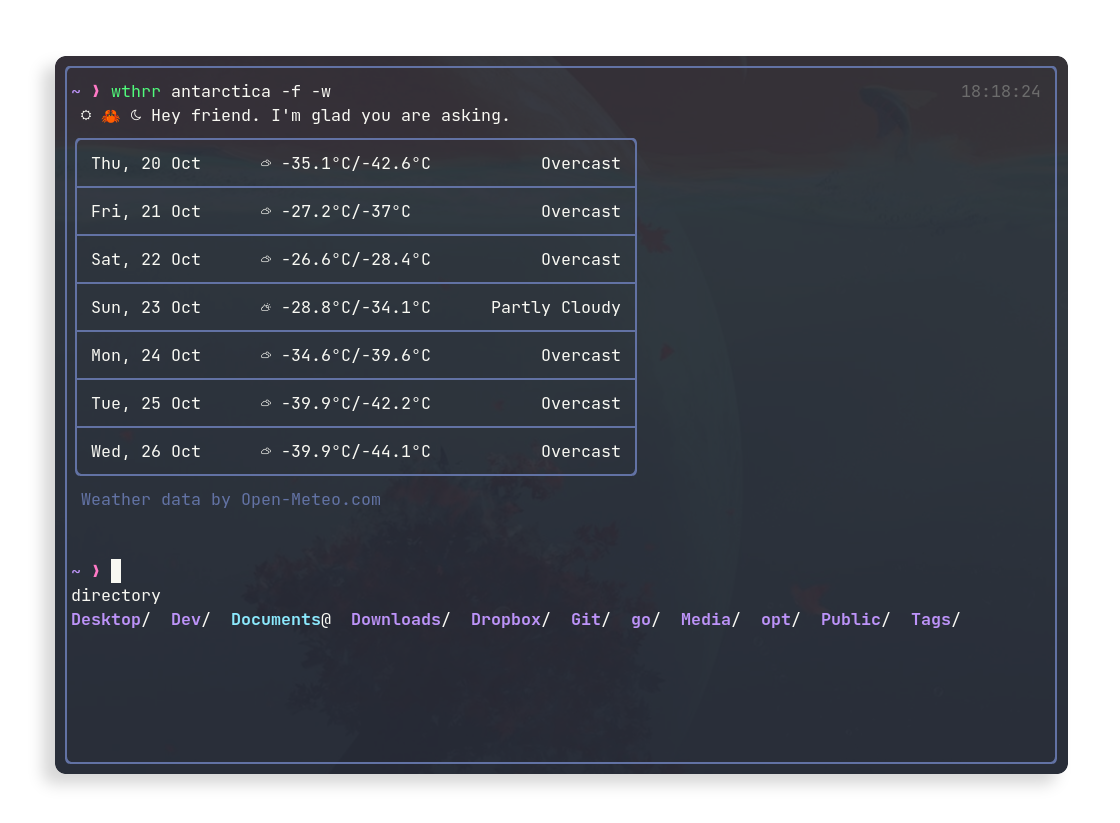 ~ ❯ wthrr antarctica -f -w 18:18:24
Hey friend. I'm glad you are asking.
Thu, 20 Oct -35.1°C/-42.6°C Overcast
Fri, 21 Oct -27.2°C/-37°C Overcast
Sat, 22 Oct -26.6°C/-28.4°C Overcast
Sun, 23 Oct -28.8°C/-34.1°C Partly Cloudy
Mon, 24 Oct -34.6°C/-39.6°C Overcast
Tue, 25 Oct -39.9°C/-42.2°C Overcast
Wed, 26 Oct -39.9°C/-44.1°C Overcast
Weather data by Open-Meteo.com
~ ❯
directory
Desktop/ Dev/ Documents@ Downloads/ Dropbox/ Git/ go/ Media/ opt/ Public/ Tags/